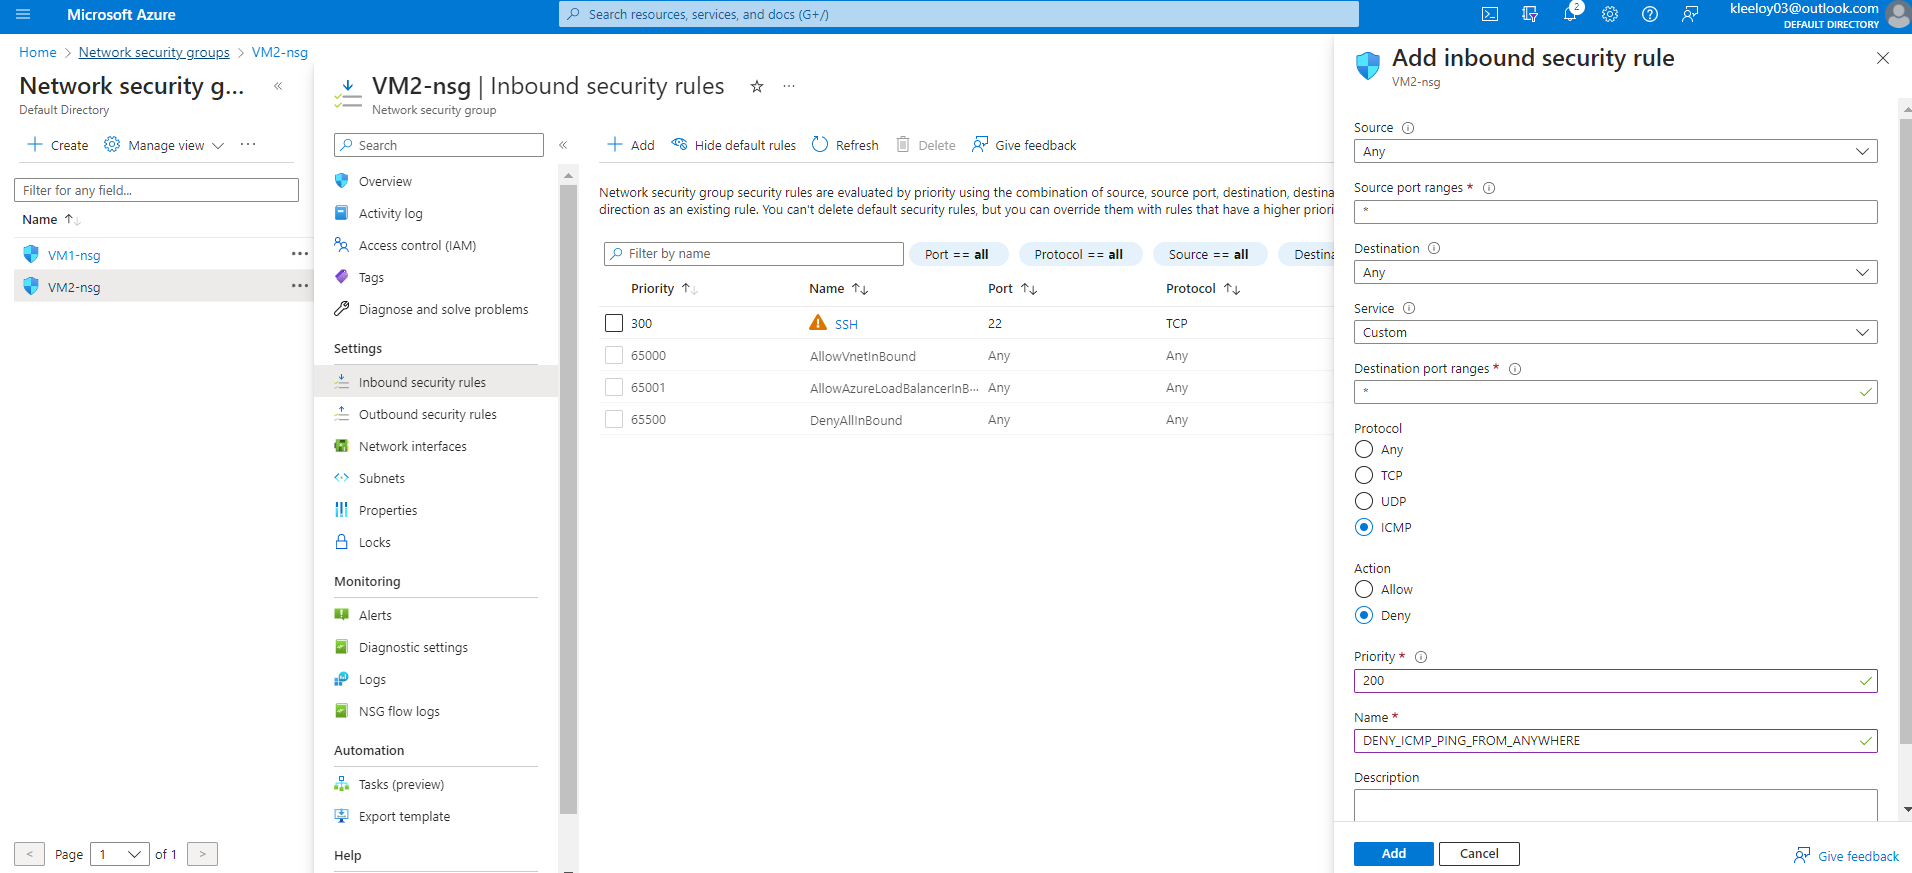 Microsoft Azure
Search resources, services, and docs (G+/)
2
kleeloy03@outlook.com
DEFAULT DIRECTORY
Home > Network security groups > VM2-nsg
Network security g... «
Default Directory
+ Create Manage view ···
Filter for any field...
Name ↑↓
VM1-nsg ···
VM2-nsg ···
< Page 1 of 1 >
VM2-nsg | Inbound security rules ☆ ···
Network security group
Search «
Overview
Activity log
Access control (IAM)
Tags
Diagnose and solve problems
Settings
Inbound security rules
Outbound security rules
Network interfaces
Subnets
Properties
Locks
Monitoring
Alerts
Diagnostic settings
Logs
NSG flow logs
Automation
Tasks (preview)
Export template
Help
+ Add Hide default rules Refresh Delete Give feedback
Network security group security rules are evaluated by priority using the combination of source, source port, destination, destina
direction as an existing rule. You can't delete default security rules, but you can override them with rules that have a higher priori
Filter by name Port == all Protocol == all Source == all Destina
Priority ↑↓ Name ↑↓ Port ↑↓ Protocol ↑↓
300 SSH 22 TCP
65000 AllowVnetInBound Any Any
65001 AllowAzureLoadBalancerInB··· Any Any
65500 DenyAllInBound Any Any
Add inbound security rule
VM2-nsg
Source
Any
Source port ranges *
*
Destination
Any
Service
Custom
Destination port ranges *
*
Protocol
Any
TCP
UDP
ICMP
Action
Allow
Deny
Priority *
200
Name *
DENY_ICMP_PING_FROM_ANYWHERE
Description
Add Cancel Give feedback